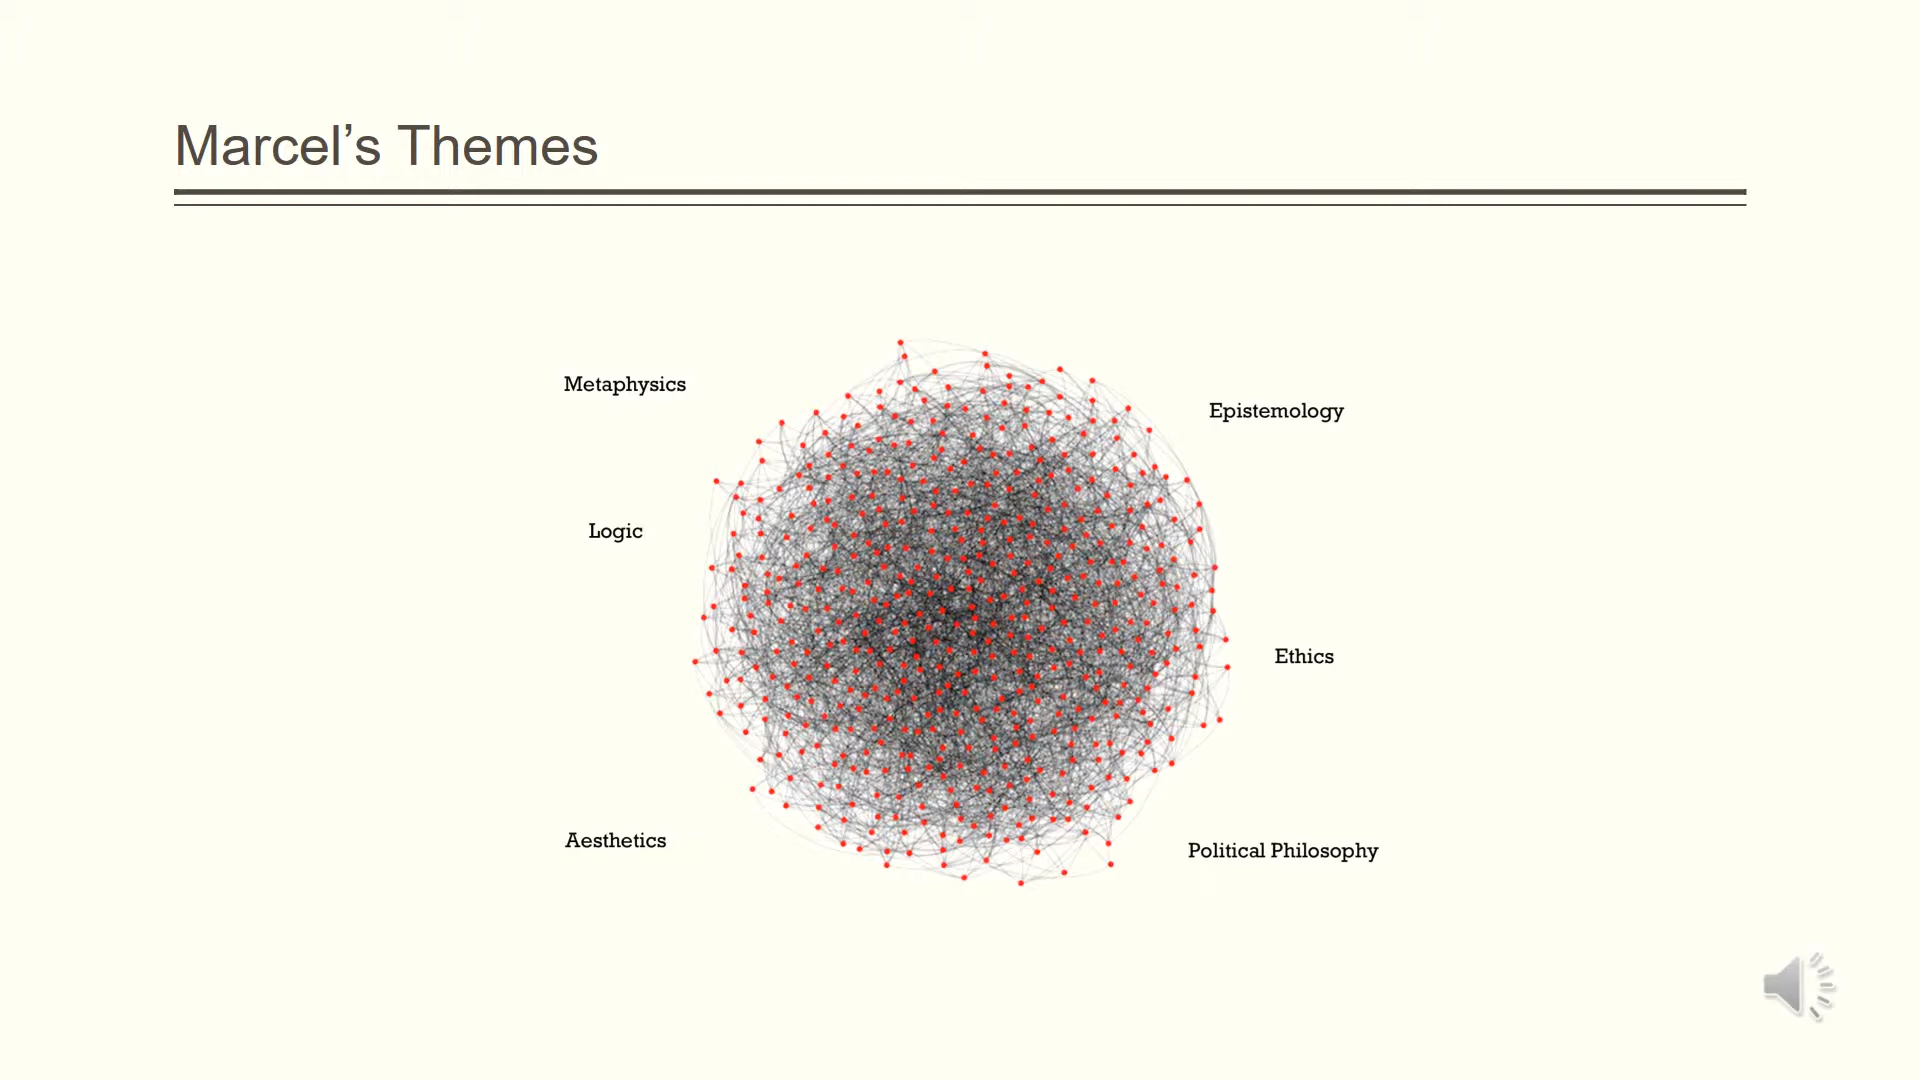 Marcel’s Themes
Metaphysics
Epistemology
Logic
Ethics
Aesthetics
Political Philosophy